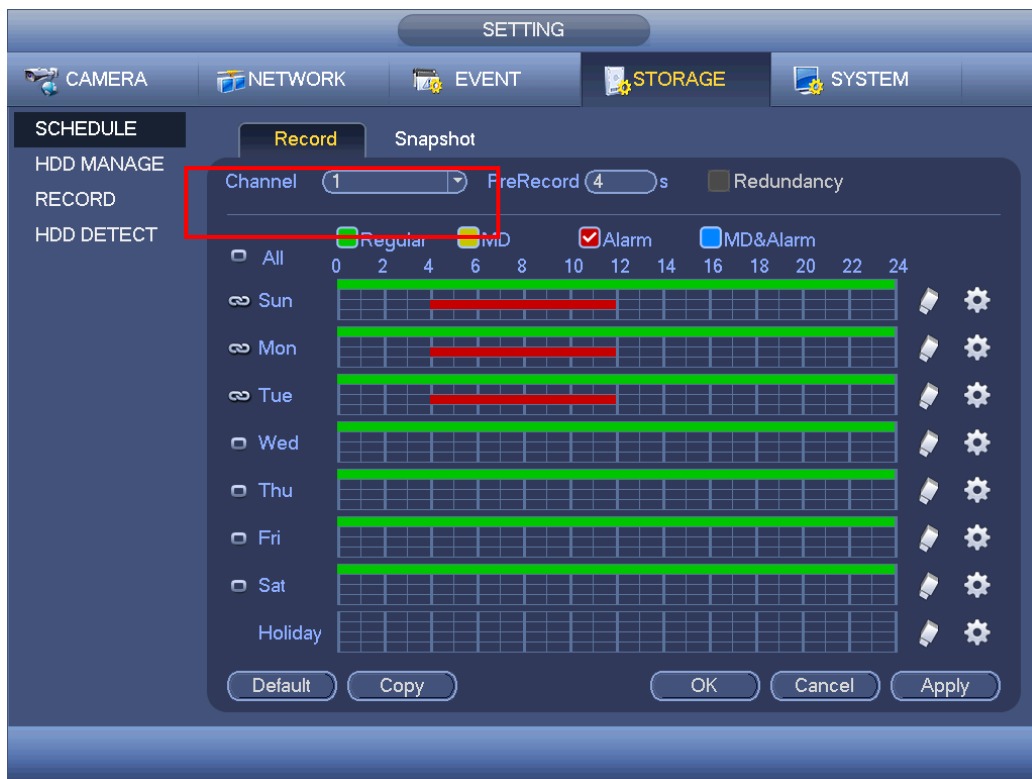 SETTING
CAMERA NETWORK EVENT STORAGE SYSTEM
SCHEDULE
HDD MANAGE
RECORD
HDD DETECT
Record Snapshot
Channel 1 PreRecord 4 s Redundancy
Regular MD Alarm MD&Alarm
All 0 2 4 6 8 10 12 14 16 18 20 22 24
Sun
Mon
Tue
Wed
Thu
Fri
Sat
Holiday
Default Copy OK Cancel Apply